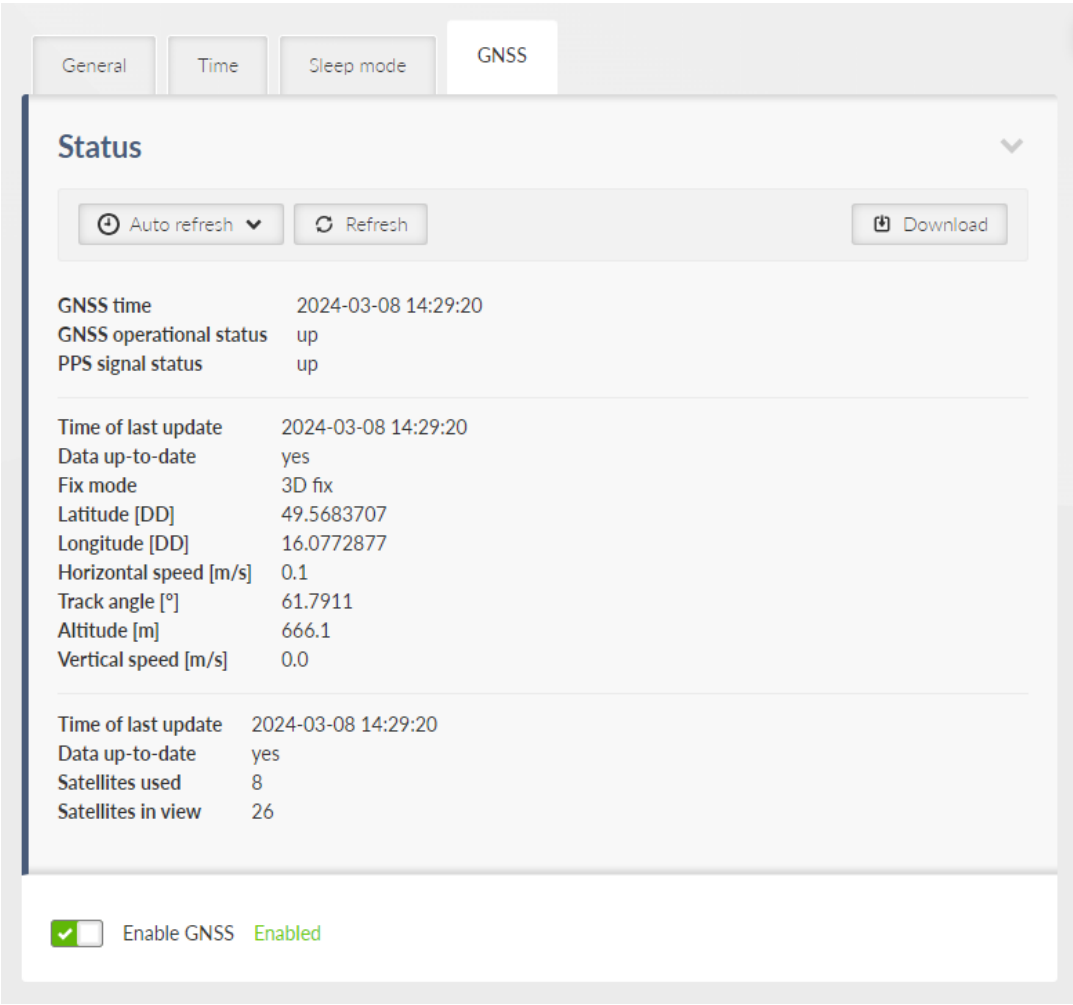 General Time Sleep mode GNSS
Status
Auto refresh Refresh Download
GNSS time 2024-03-08 14:29:20
GNSS operational status up
PPS signal status up
Time of last update 2024-03-08 14:29:20
Data up-to-date yes
Fix mode 3D fix
Latitude [DD] 49.5683707
Longitude [DD] 16.0772877
Horizontal speed [m/s] 0.1
Track angle [°] 61.7911
Altitude [m] 666.1
Vertical speed [m/s] 0.0
Time of last update 2024-03-08 14:29:20
Data up-to-date yes
Satellites used 8
Satellites in view 26
Enable GNSS Enabled